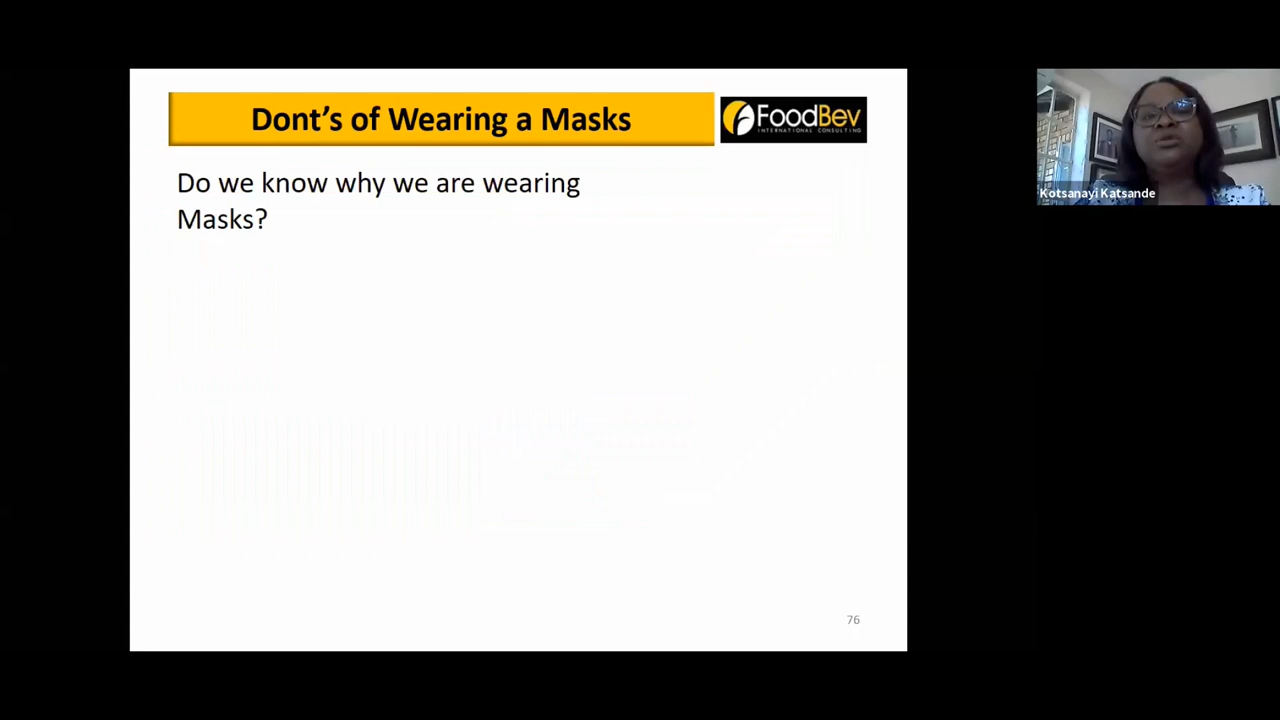 Dont's of Wearing a Masks
FoodBev
INTERNATIONAL CONSULTING
Do we know why we are wearing
Masks?
Kotsanayi Katsande
76